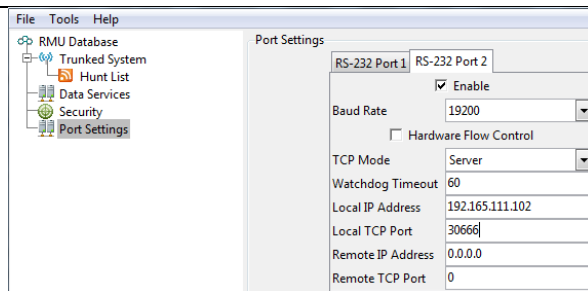 File Tools Help
RMU Database
Trunked System
Hunt List
Data Services
Security
Port Settings
Port Settings
RS-232 Port 1 RS-232 Port 2
Enable
Baud Rate 19200
Hardware Flow Control
TCP Mode Server
Watchdog Timeout 60
Local IP Address 192.165.111.102
Local TCP Port 30666
Remote IP Address 0.0.0.0
Remote TCP Port 0